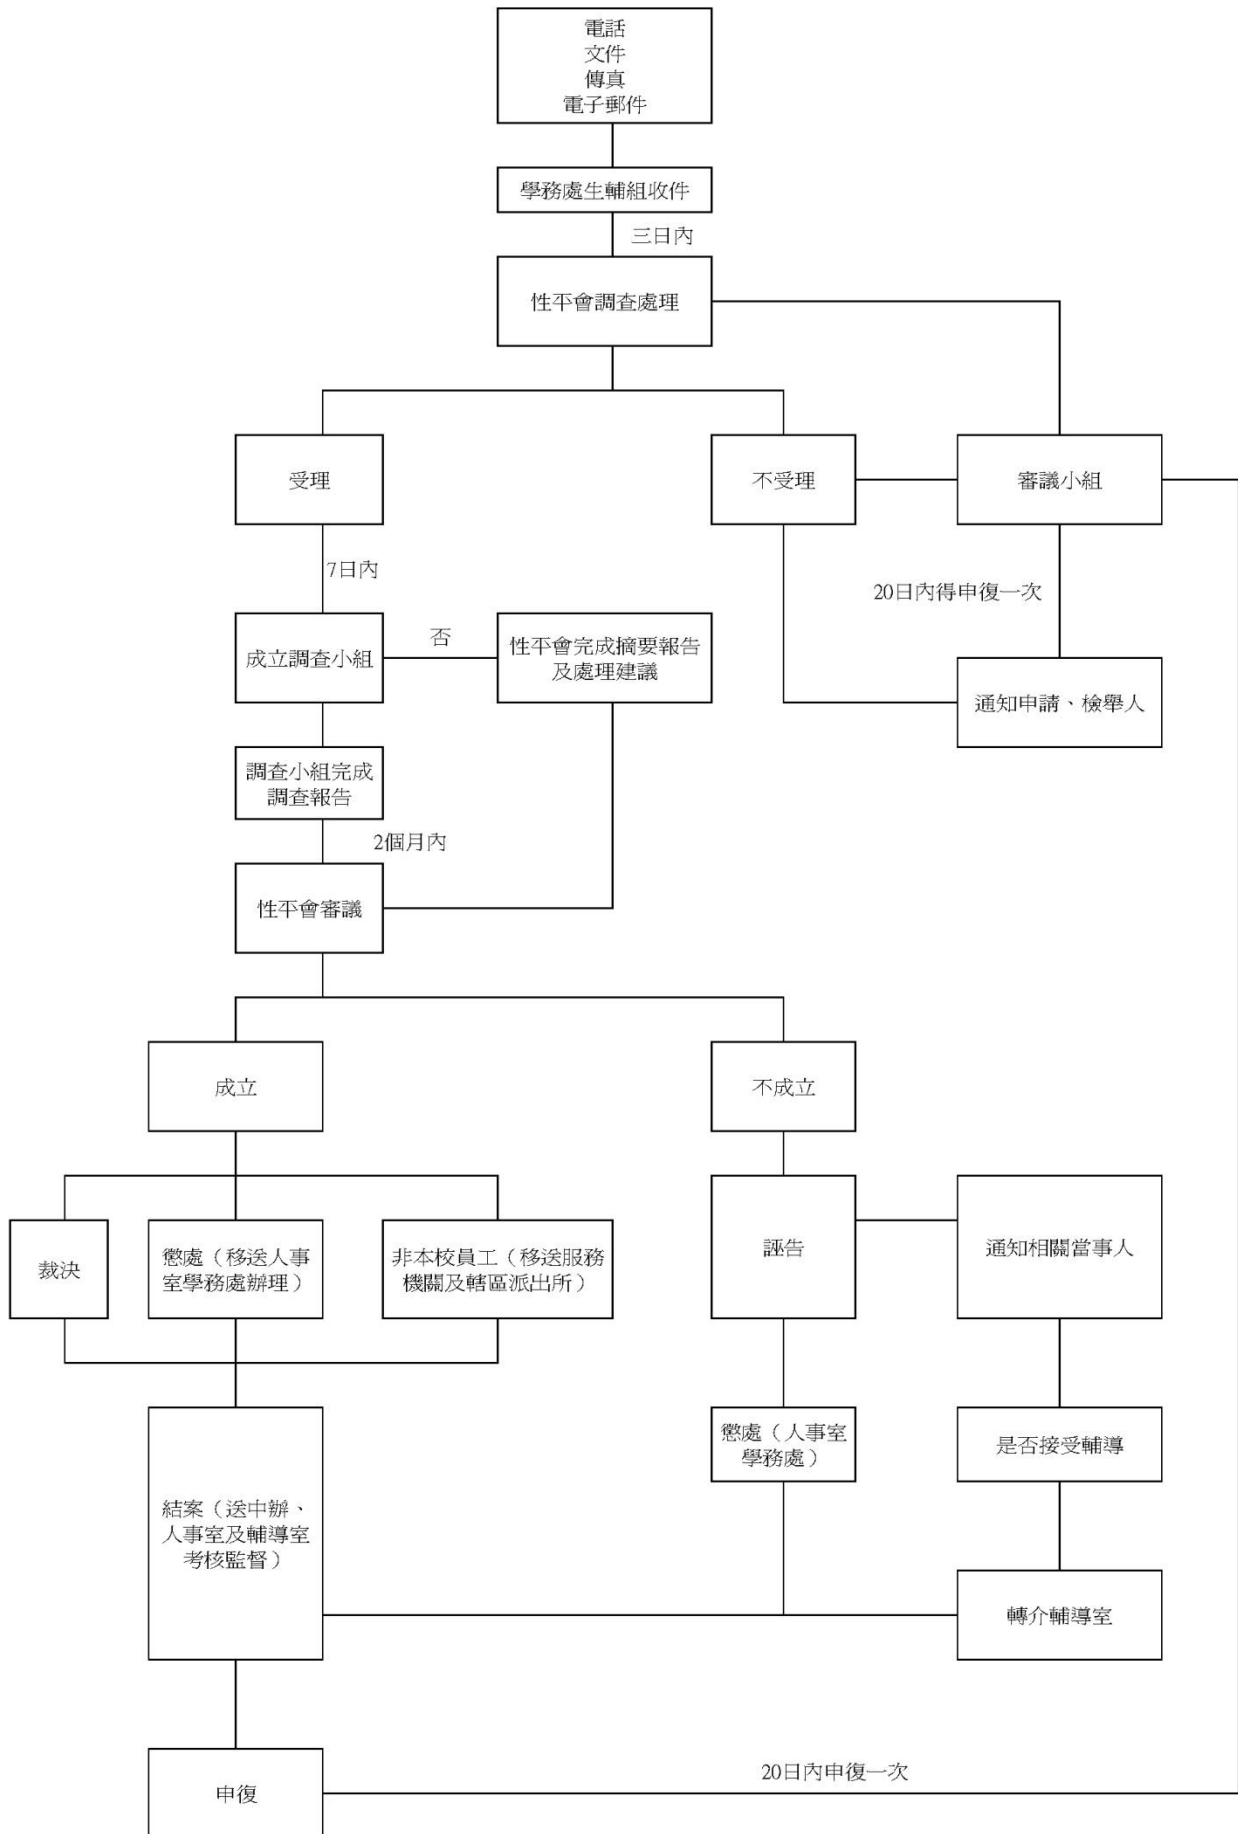 電話
文件
傳真
電子郵件
學務處生輔組收件
三日內
性平會調查處理
受理
不受理
審議小組
7日內
20日內得申復一次
成立調查小組
否
性平會完成摘要報告
及處理建議
通知申請、檢舉人
調查小組完成
調查報告
2個月內
性平會審議
成立
不成立
裁決
懲處（移送人事
室學務處辦理）
非本校員工（移送服務
機關及轄區派出所）
誣告
通知相關當事人
懲處（人事室
學務處）
是否接受輔導
結案（送中辦、
人事室及輔導室
考核監督）
轉介輔導室
申復
20日內申復一次